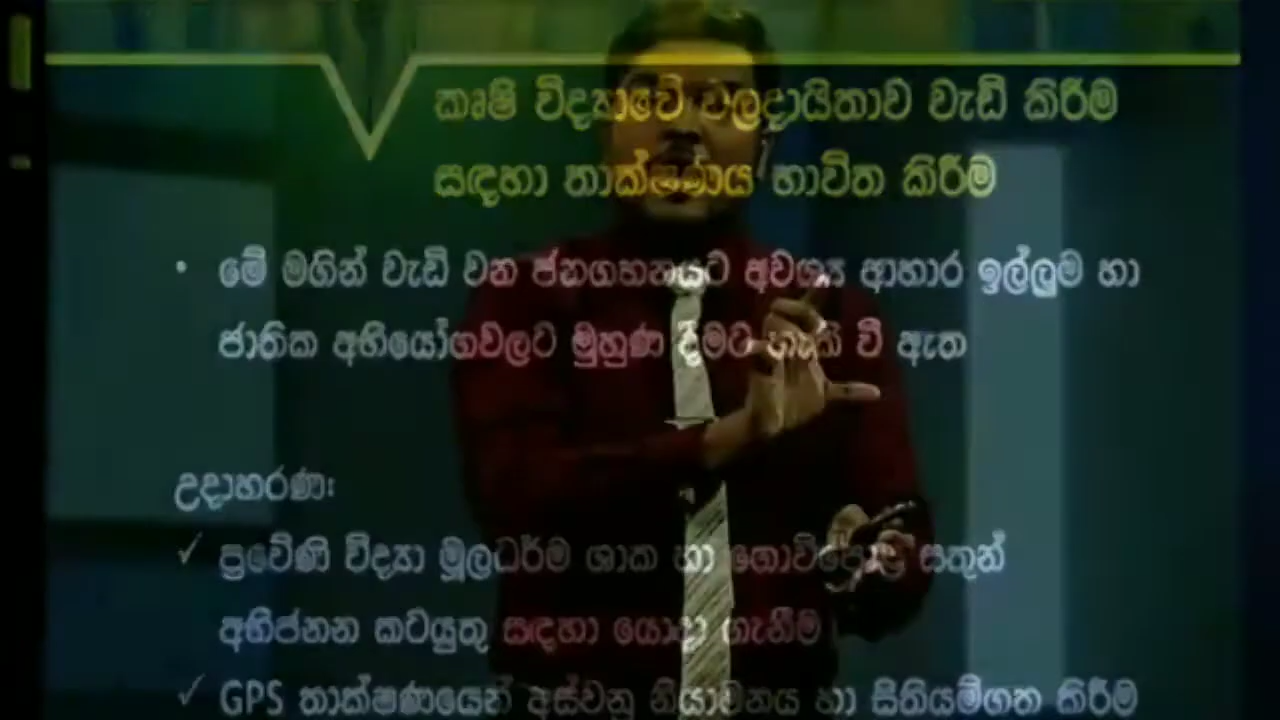 කෘෂි විද්‍යාවේ ඵලදායිතාව වැඩි කිරීම
සඳහා තාක්ෂණය භාවිත කිරීම
• මේ මගින් වැඩි වන ජනගහනයට අවශ්‍ය ආහාර ඉල්ලුම හා
ජාතික අභියෝගවලට මුහුණ දීමට හැකි වී ඇත
උදාහරණ:
✓ ප්‍රවේණි විද්‍යා මූලධර්ම ශාක හා ගොවිපොළ සතුන්
අභිජනන කටයුතු සඳහා යොදා ගැනීම
✓ GPS තාක්ෂණයෙන් අස්වනු නියාමනය හා සිතියම්ගත කිරීම